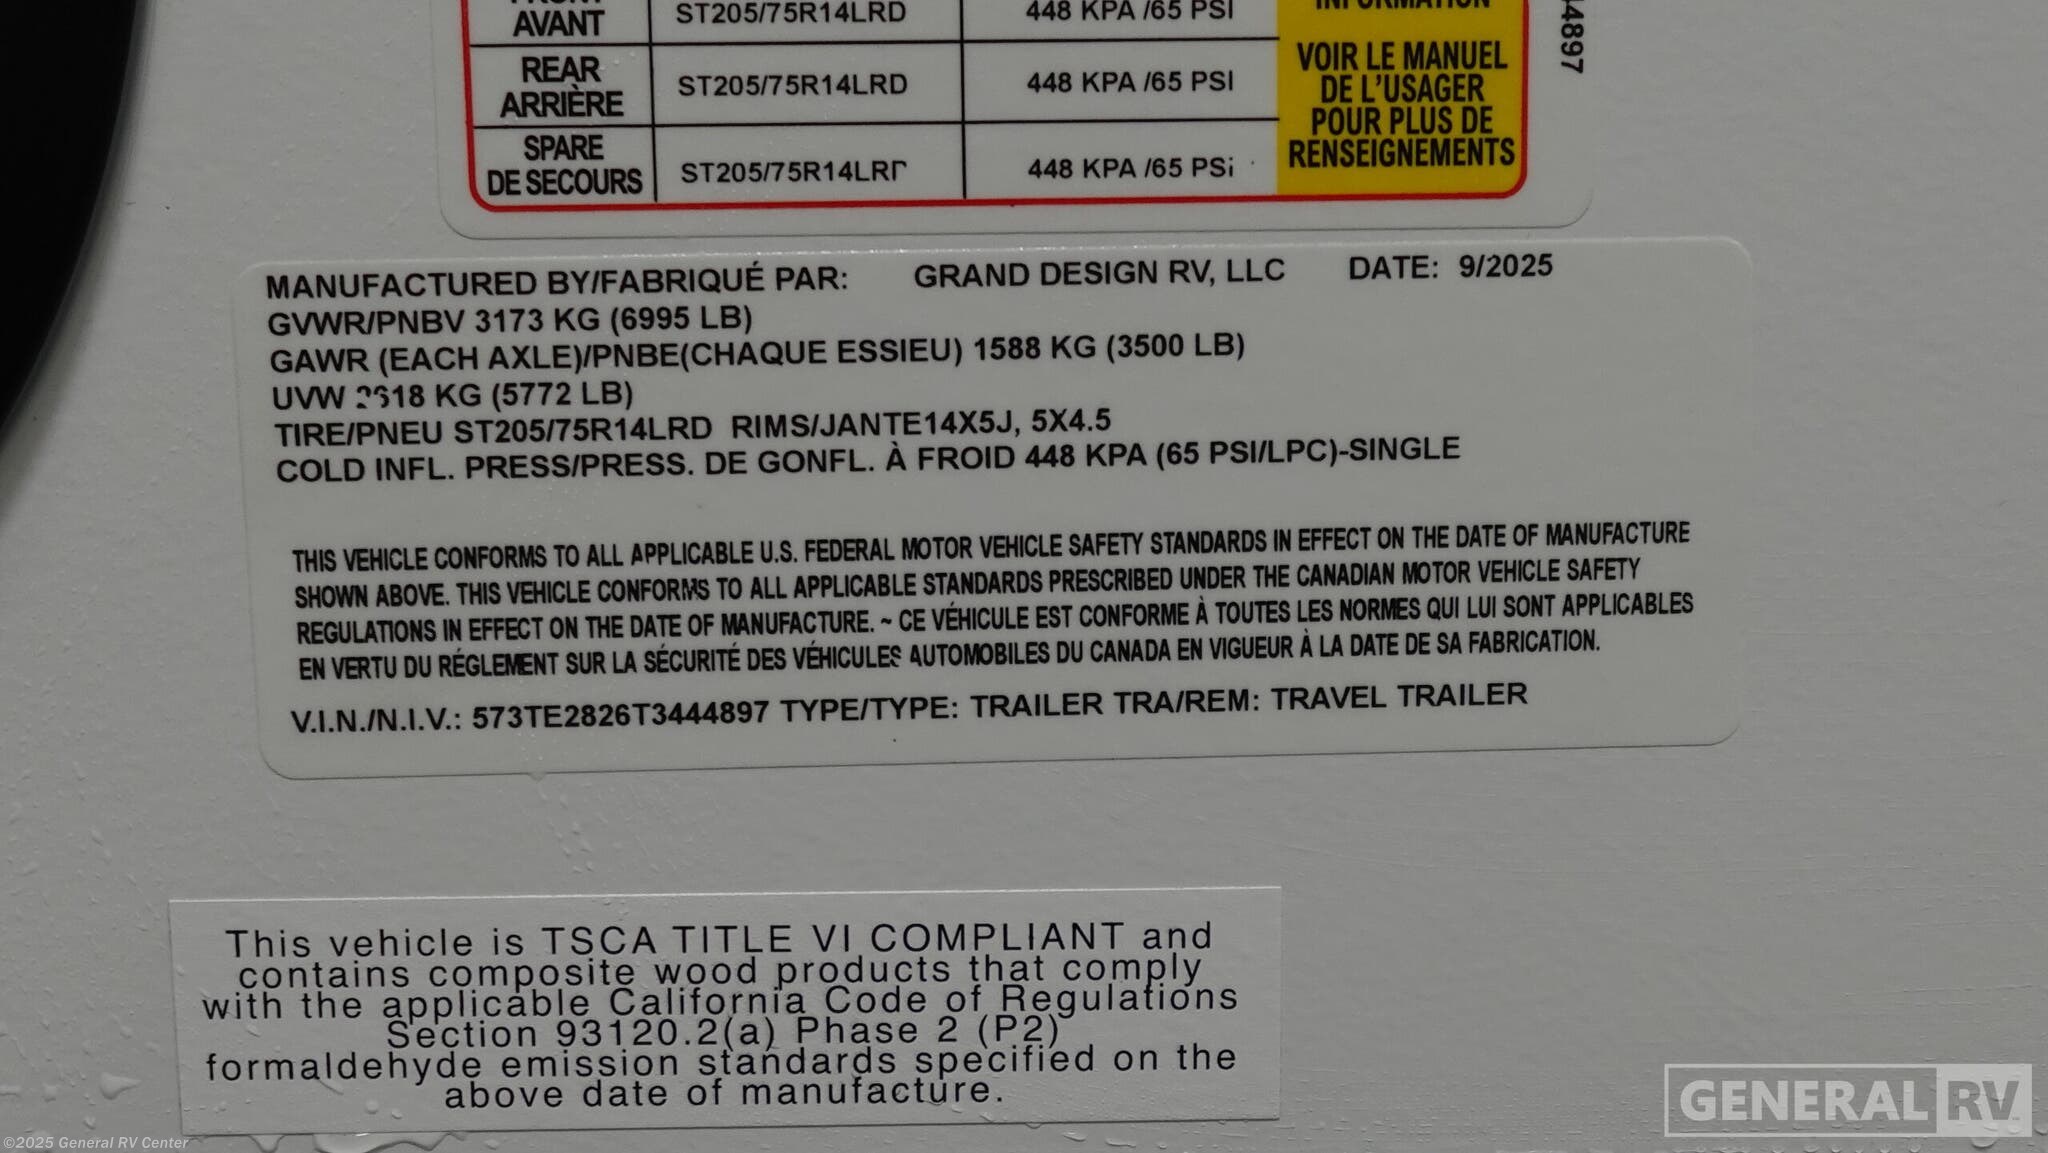 AVANT ST205/75R14LRD 448 KPA /65 PSI INFORMATION
REAR
ARRIÈRE ST205/75R14LRD 448 KPA /65 PSI
SPARE
DE SECOURS ST205/75R14LRD 448 KPA /65 PSI
VOIR LE MANUEL
DE L'USAGER
POUR PLUS DE
RENSEIGNEMENTS
44897
MANUFACTURED BY/FABRIQUÉ PAR: GRAND DESIGN RV, LLC DATE: 9/2025
GVWR/PNBV 3173 KG (6995 LB)
GAWR (EACH AXLE)/PNBE(CHAQUE ESSIEU) 1588 KG (3500 LB)
UVW 2618 KG (5772 LB)
TIRE/PNEU ST205/75R14LRD RIMS/JANTE14X5J, 5X4.5
COLD INFL. PRESS/PRESS. DE GONFL. À FROID 448 KPA (65 PSI/LPC)-SINGLE
THIS VEHICLE CONFORMS TO ALL APPLICABLE U.S. FEDERAL MOTOR VEHICLE SAFETY STANDARDS IN EFFECT ON THE DATE OF MANUFACTURE
SHOWN ABOVE. THIS VEHICLE CONFORMS TO ALL APPLICABLE STANDARDS PRESCRIBED UNDER THE CANADIAN MOTOR VEHICLE SAFETY
REGULATIONS IN EFFECT ON THE DATE OF MANUFACTURE. ~ CE VÉHICULE EST CONFORME À TOUTES LES NORMES QUI LUI SONT APPLICABLES
EN VERTU DU RÉGLEMENT SUR LA SÉCURITÉ DES VÉHICULES AUTOMOBILES DU CANADA EN VIGUEUR À LA DATE DE SA FABRICATION.
V.I.N./N.I.V.: 573TE2826T3444897 TYPE/TYPE: TRAILER TRA/REM: TRAVEL TRAILER
This vehicle is TSCA TITLE VI COMPLIANT and
contains composite wood products that comply
with the applicable California Code of Regulations
Section 93120.2(a) Phase 2 (P2)
formaldehyde emission standards specified on the
above date of manufacture.
GENERAL RV
©2025 General RV Center